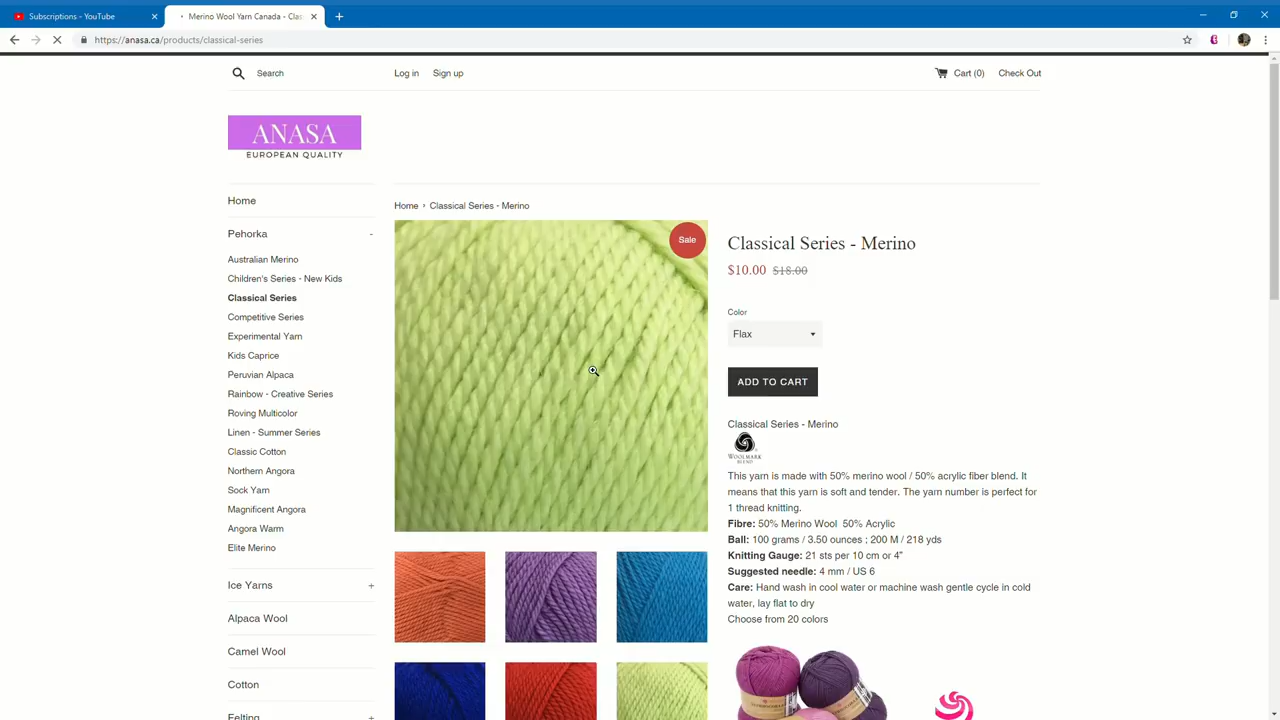 Subscriptions - YouTube
Merino Wool Yarn Canada - Clas
https://anasa.ca/products/classical-series
Search
Log in
Sign up
Cart (0)
Check Out
ANASA
EUROPEAN QUALITY
Home
Pehorka
-
Australian Merino
Children's Series - New Kids
Classical Series
Competitive Series
Experimental Yarn
Kids Caprice
Peruvian Alpaca
Rainbow - Creative Series
Roving Multicolor
Linen - Summer Series
Classic Cotton
Northern Angora
Sock Yarn
Magnificent Angora
Angora Warm
Elite Merino
Ice Yarns
+
Alpaca Wool
Camel Wool
Cotton
Felting
+
Home › Classical Series - Merino
Sale
Classical Series - Merino
$10.00 $18.00
Color
Flax
ADD TO CART
Classical Series - Merino
WOOLMARK
BLEND
This yarn is made with 50% merino wool / 50% acrylic fiber blend. It
means that this yarn is soft and tender. The yarn number is perfect for
1 thread knitting.
Fibre: 50% Merino Wool 50% Acrylic
Ball: 100 grams / 3.50 ounces ; 200 M / 218 yds
Knitting Gauge: 21 sts per 10 cm or 4"
Suggested needle: 4 mm / US 6
Care: Hand wash in cool water or machine wash gentle cycle in cold
water, lay flat to dry
Choose from 20 colors